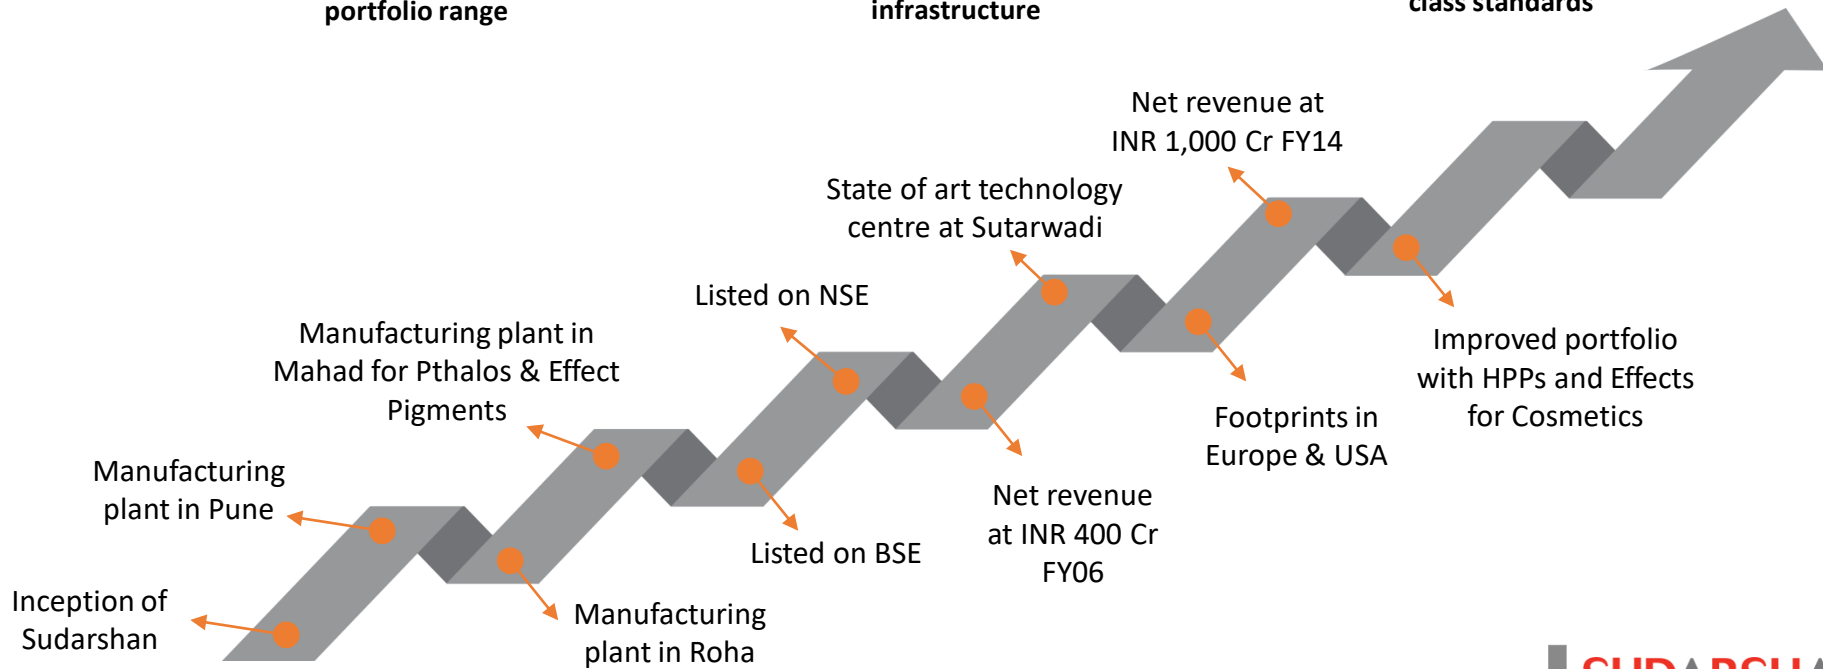 portfolio range
infrastructure
class standards
Net revenue at
INR 1,000 Cr FY14
State of art technology
centre at Sutarwadi
Listed on NSE
Manufacturing plant in
Mahad for Pthalos & Effect
Pigments
Improved portfolio
with HPPs and Effects
for Cosmetics
Footprints in
Europe & USA
Manufacturing
plant in Pune
Net revenue
at INR 400 Cr
FY06
Listed on BSE
Inception of
Sudarshan
Manufacturing
plant in Roha